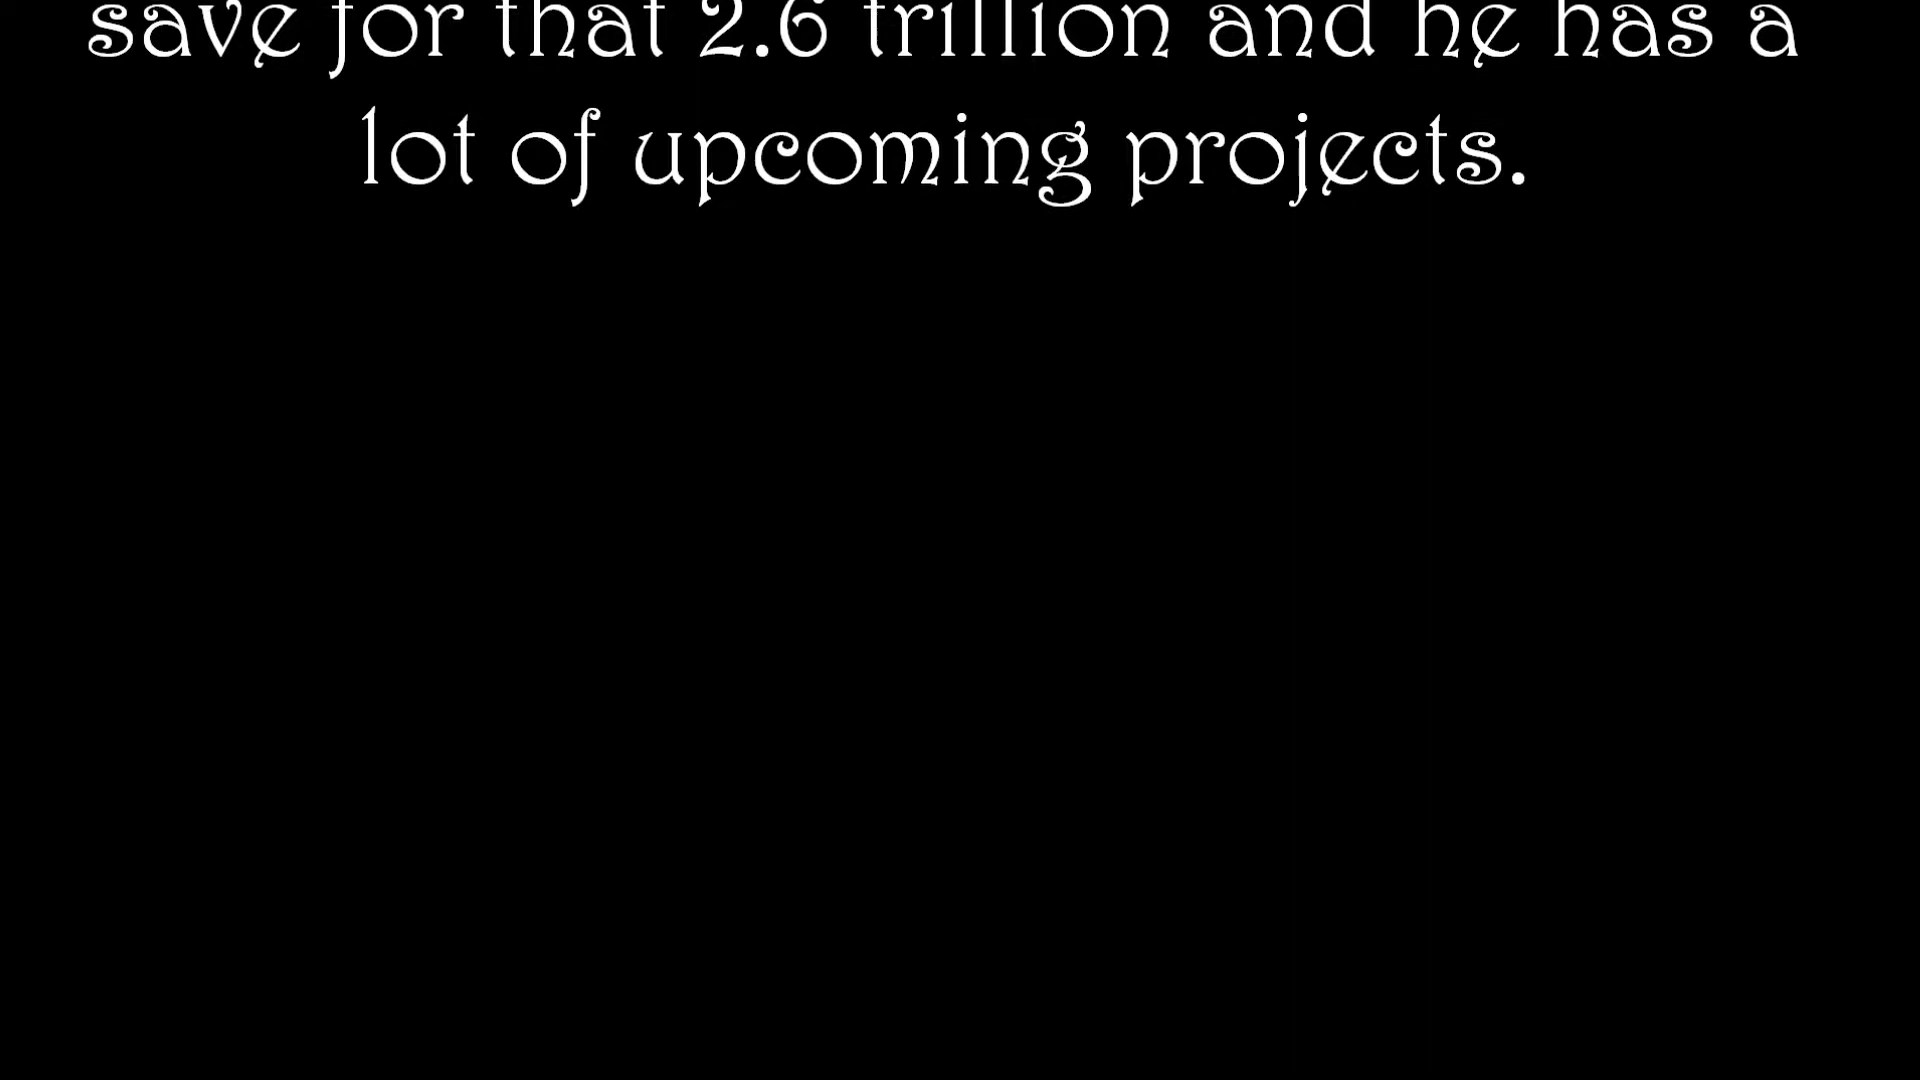 save for that 2.6 trillion and he has a
lot of upcoming projects.